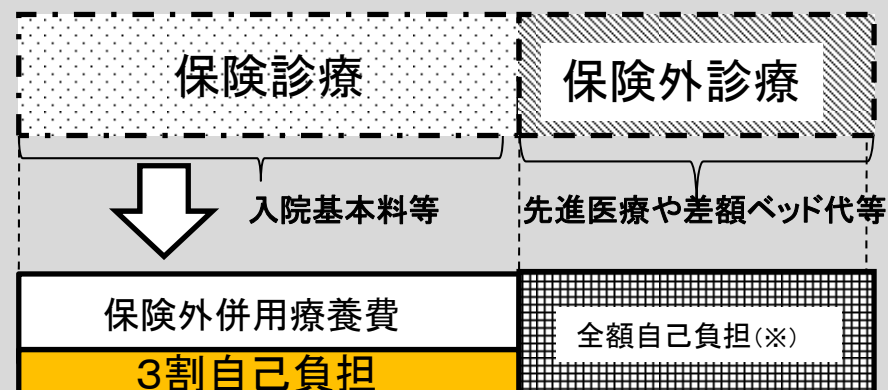 保険診療
保険外診療
入院基本料等
先進医療や差額ベッド代等
保険外併用療養費
全額自己負担(※)
3割自己負担